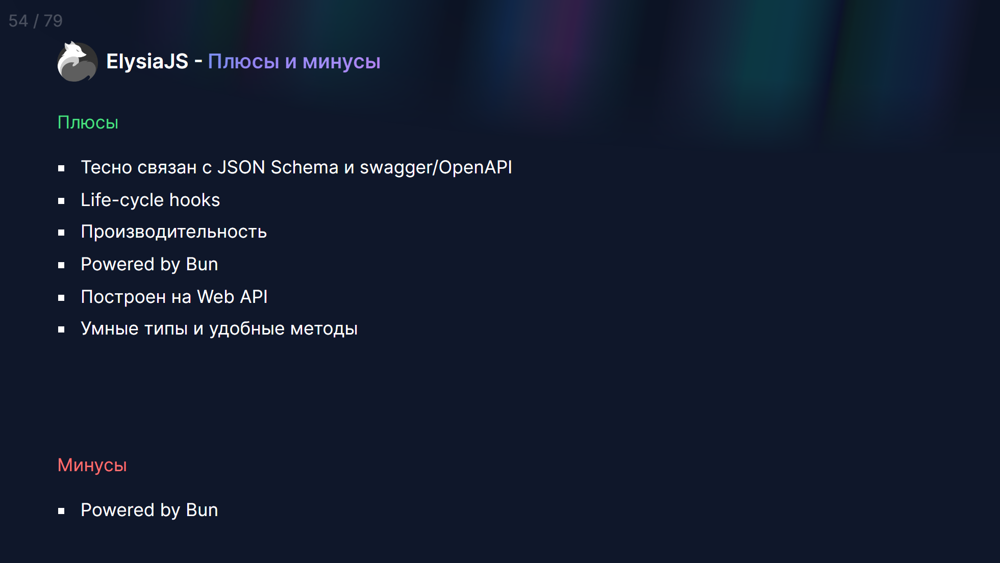 54 / 79
ElysiaJS - Плюсы и минусы
Плюсы
Тесно связан с JSON Schema и swagger/OpenAPI
Life-cycle hooks
Производительность
Powered by Bun
Построен на Web API
Умные типы и удобные методы
Минусы
Powered by Bun